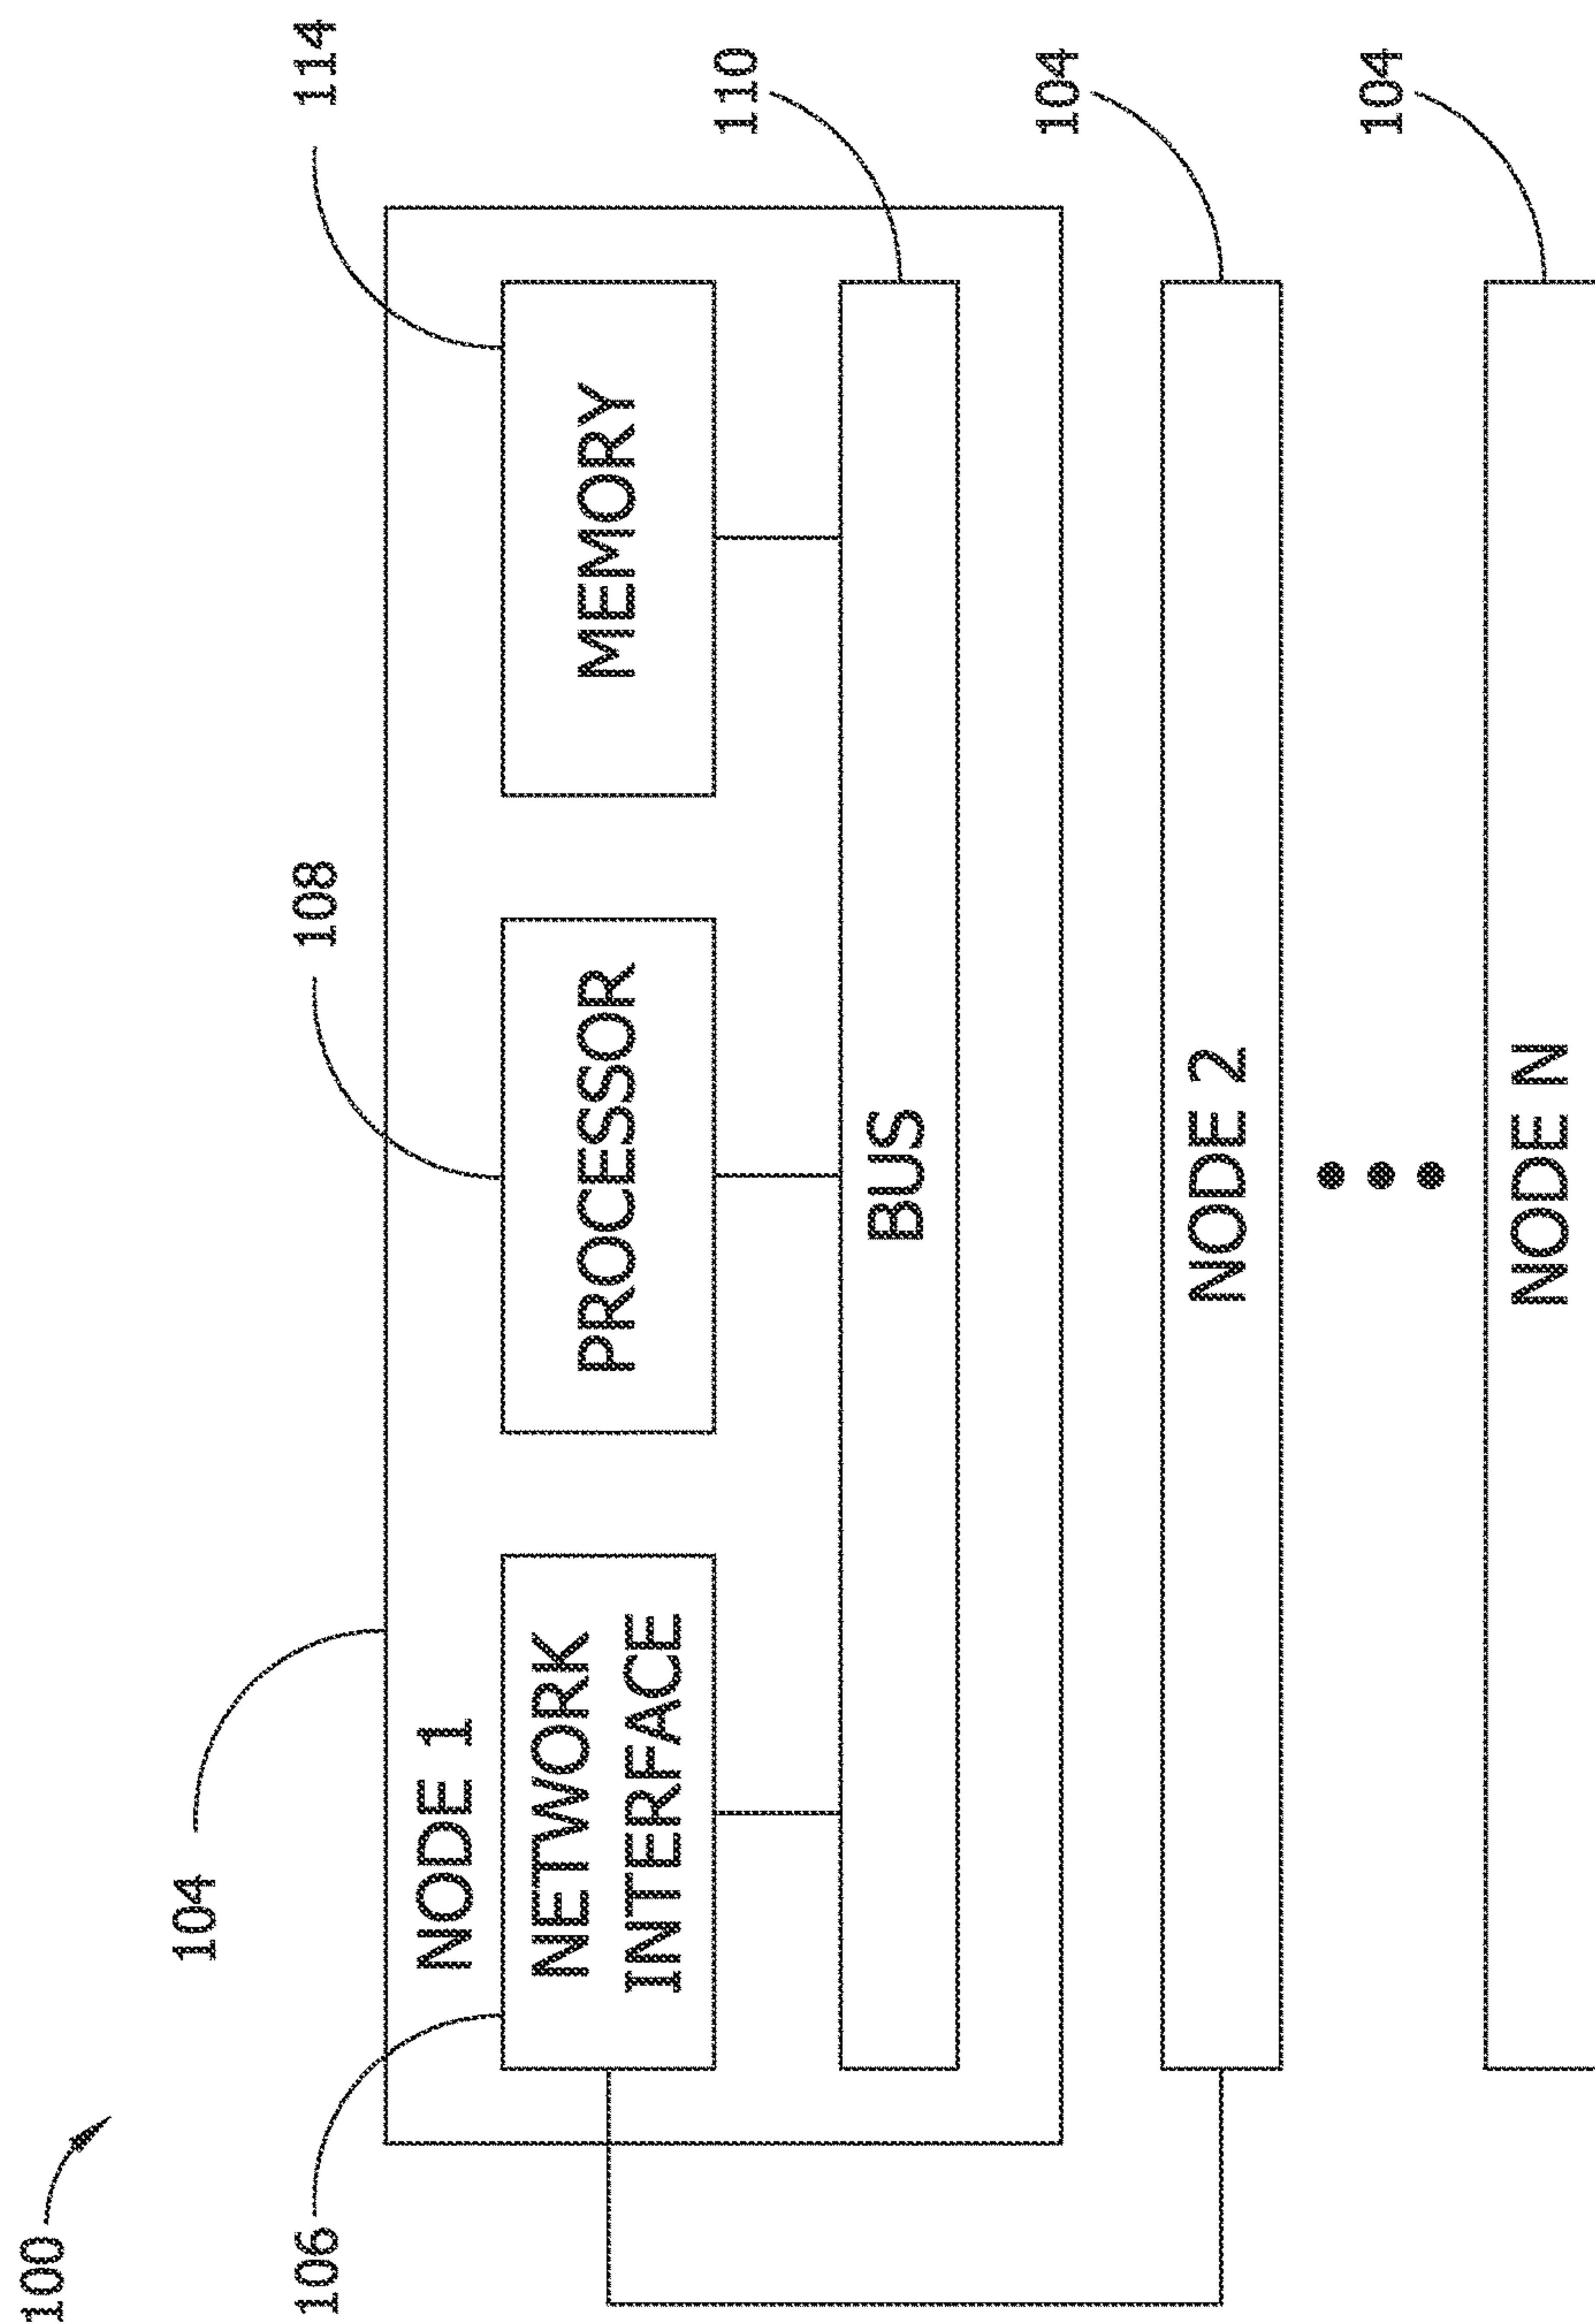 100
104
106
108
114
NODE 1
NETWORK
INTERFACE
PROCESSOR
MEMORY
110
BUS
104
NODE 2
104
NODE N